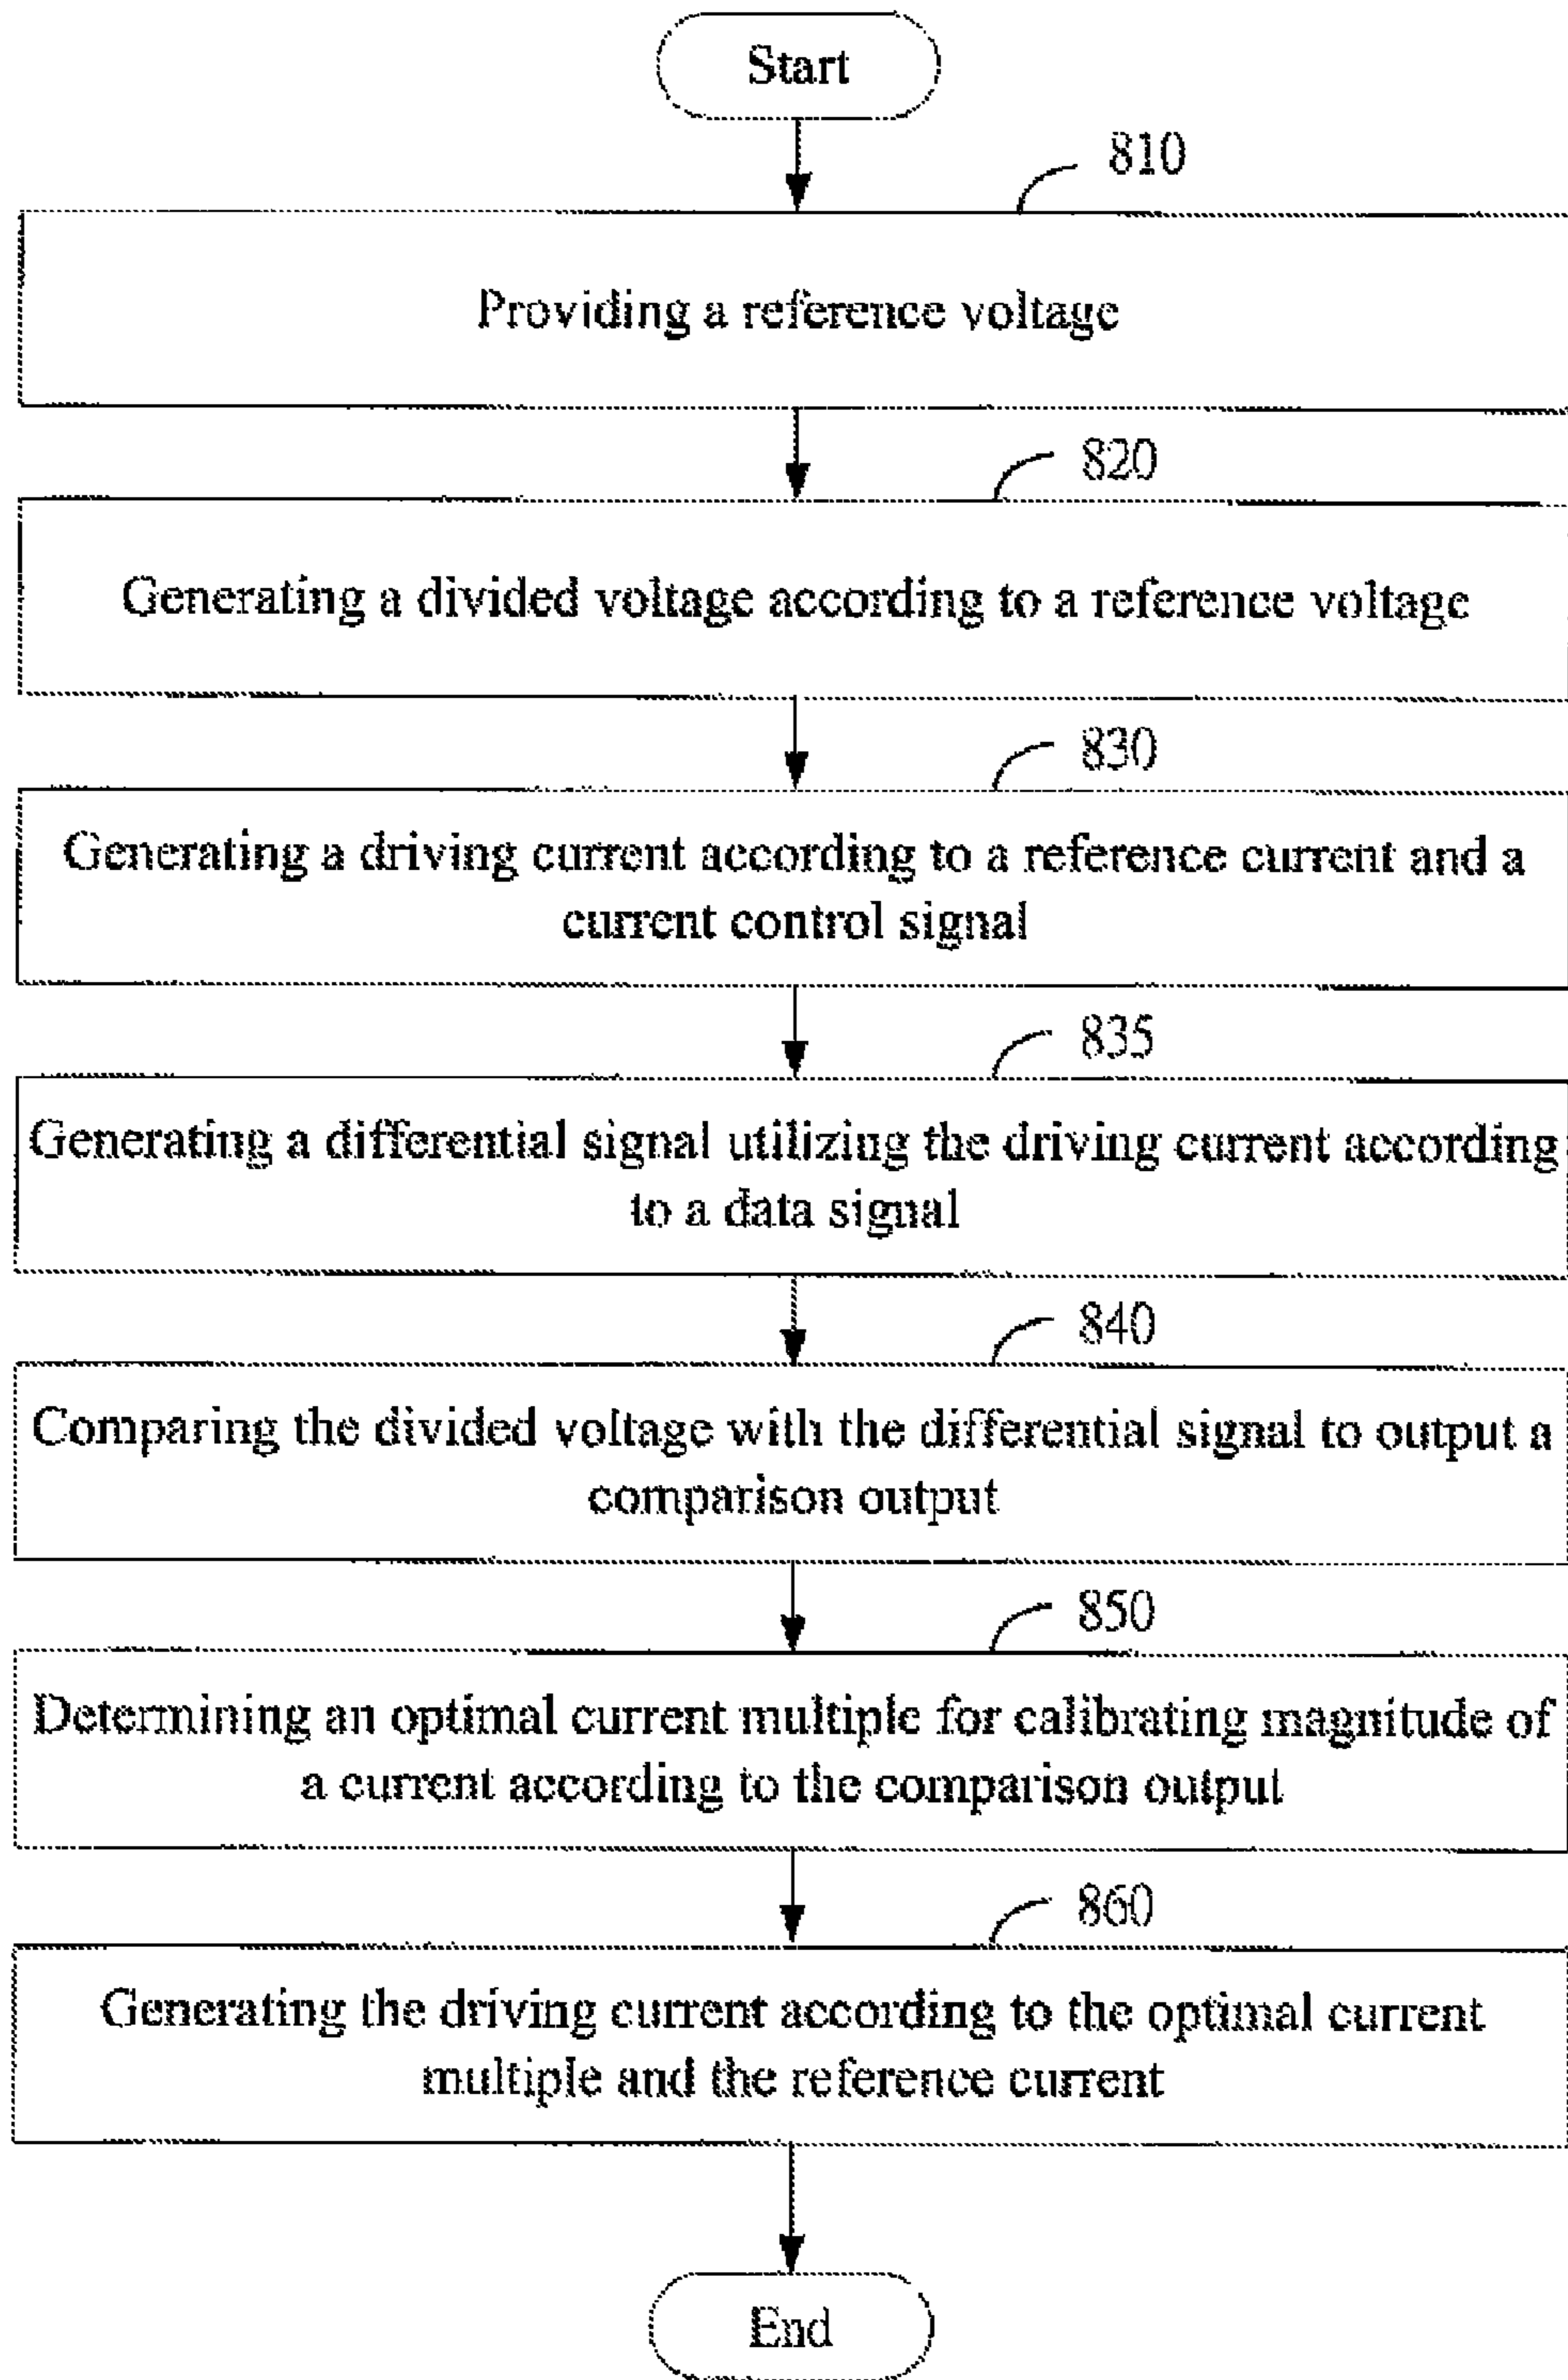 Start
810
Providing a reference voltage
820
Generating a divided voltage according to a reference voltage
830
Generating a driving current according to a reference current and a
current control signal
835
Generating a differential signal utilizing the driving current according
to a data signal
840
Comparing the divided voltage with the differential signal to output a
comparison output
850
Determining an optimal current multiple for calibrating magnitude of
a current according to the comparison output
860
Generating the driving current according to the optimal current
multiple and the reference current
End